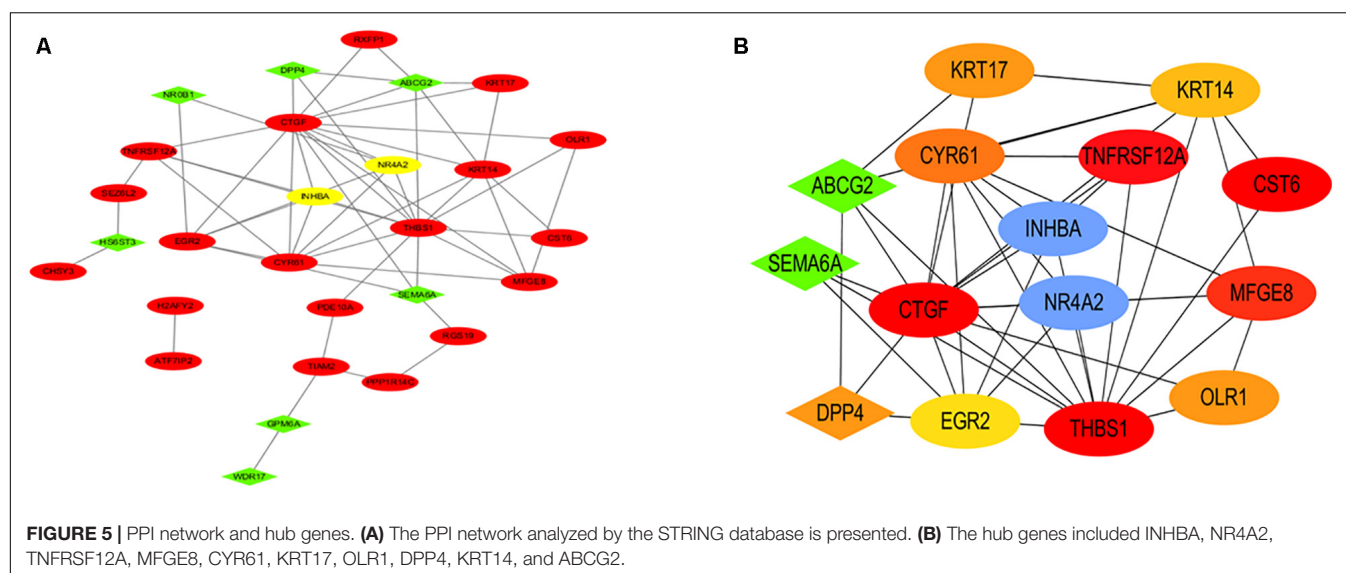 A
RXFP1
DPP4
ABCG2
KRT17
NR0B1
CTGF
OLR1
TNFRSF12A
NR4A2
KRT14
SEZ6L2
INHBA
THBS1
EGR2
HS6ST3
CST6
CYR61
CHSY3
MFGE8
SEMA6A
H2AFY2
PDE10A
RGS19
ATF7IP2
TIAM2
PPP1R14C
GPM6A
WDR17
B
KRT17
KRT14
CYR61
TNFRSF12A
ABCG2
CST6
INHBA
SEMA6A
NR4A2
MFGE8
CTGF
OLR1
DPP4
EGR2
THBS1
FIGURE 5 | PPI network and hub genes. (A) The PPI network analyzed by the STRING database is presented. (B) The hub genes included INHBA, NR4A2,
TNFRSF12A, MFGE8, CYR61, KRT17, OLR1, DPP4, KRT14, and ABCG2.